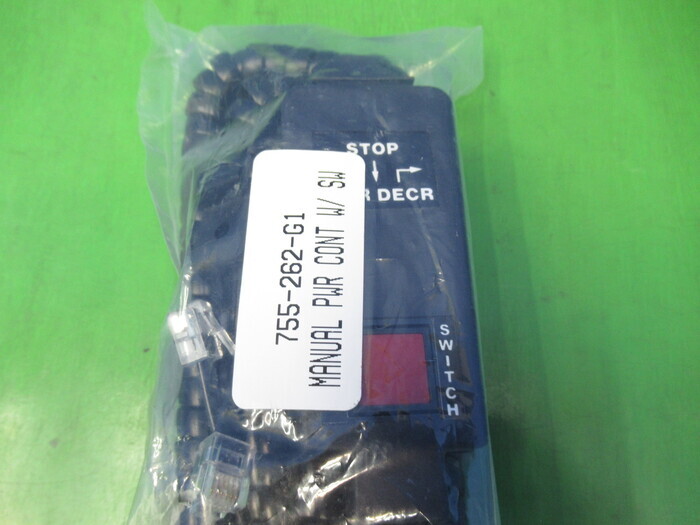 STOP
DECR
755-262-G1
MANUAL PWR CONT W/ SW
SWITCH